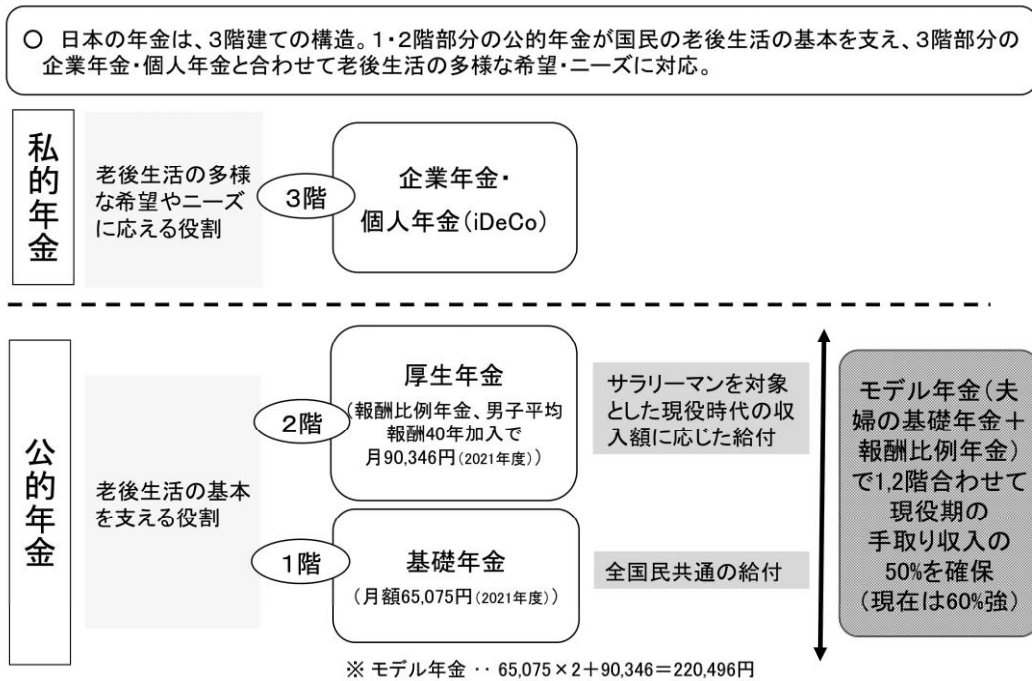 ○ 日本の年金は、3階建ての構造。1・2階部分の公的年金が国民の老後生活の基本を支え、3階部分の
企業年金・個人年金と合わせて老後生活の多様な希望・ニーズに対応。
私的年金
老後生活の多様
な希望やニーズ
に応える役割
3階
企業年金・
個人年金(iDeCo)
公的年金
老後生活の基本
を支える役割
2階
厚生年金
(報酬比例年金、男子平均
報酬40年加入で
月90,346円(2021年度))
サラリーマンを対象
とした現役時代の収
入額に応じた給付
1階
基礎年金
(月額65,075円(2021年度))
全国民共通の給付
モデル年金(夫
婦の基礎年金+
報酬比例年金)
で1,2階合わせて
現役期の
手取り収入の
50%を確保
(現在は60%強)
※ モデル年金 ‥ 65,075×2+90,346=220,496円